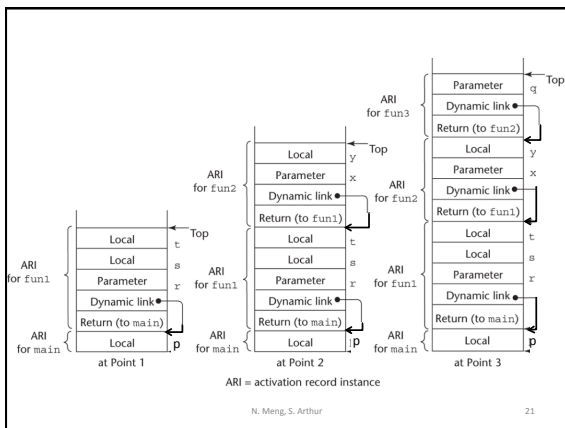 Top
Parameter q
ARI for fun3
Dynamic link
Return (to fun2)
Local y
Parameter x
ARI for fun2
Dynamic link
Return (to fun1)
Local t
Local s
ARI for fun1
Parameter r
Dynamic link
Return (to main)
ARI for main
Local p
at Point 3
Top
Local y
ARI for fun2
Parameter x
Dynamic link
Return (to fun1)
Local t
Local s
ARI for fun1
Parameter r
Dynamic link
Return (to main)
ARI for main
Local p
at Point 2
Top
Local t
Local s
ARI for fun1
Parameter r
Dynamic link
Return (to main)
ARI for main
Local p
at Point 1
ARI = activation record instance
N. Meng, S. Arthur
21